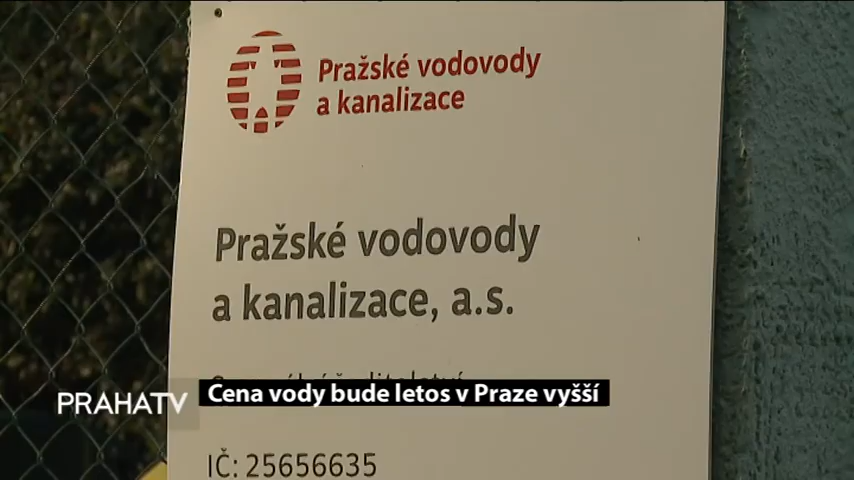 Pražské vodovody
a kanalizace
Pražské vodovody
a kanalizace, a.s.
Cena vody bude letos v Praze vyšší
PRAHATV
IČ: 25656635